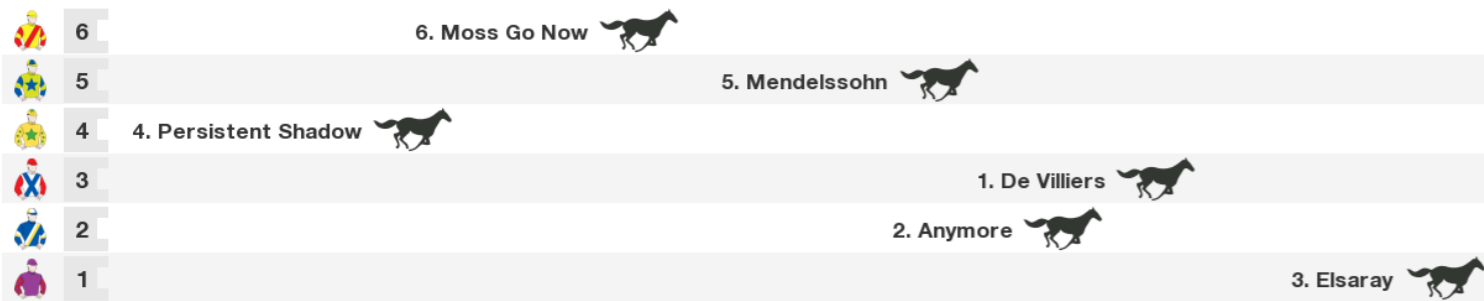 6 6. Moss Go Now
5 5. Mendelssohn
4 4. Persistent Shadow
3 1. De Villiers
2 2. Anymore
1 3. Elsaray